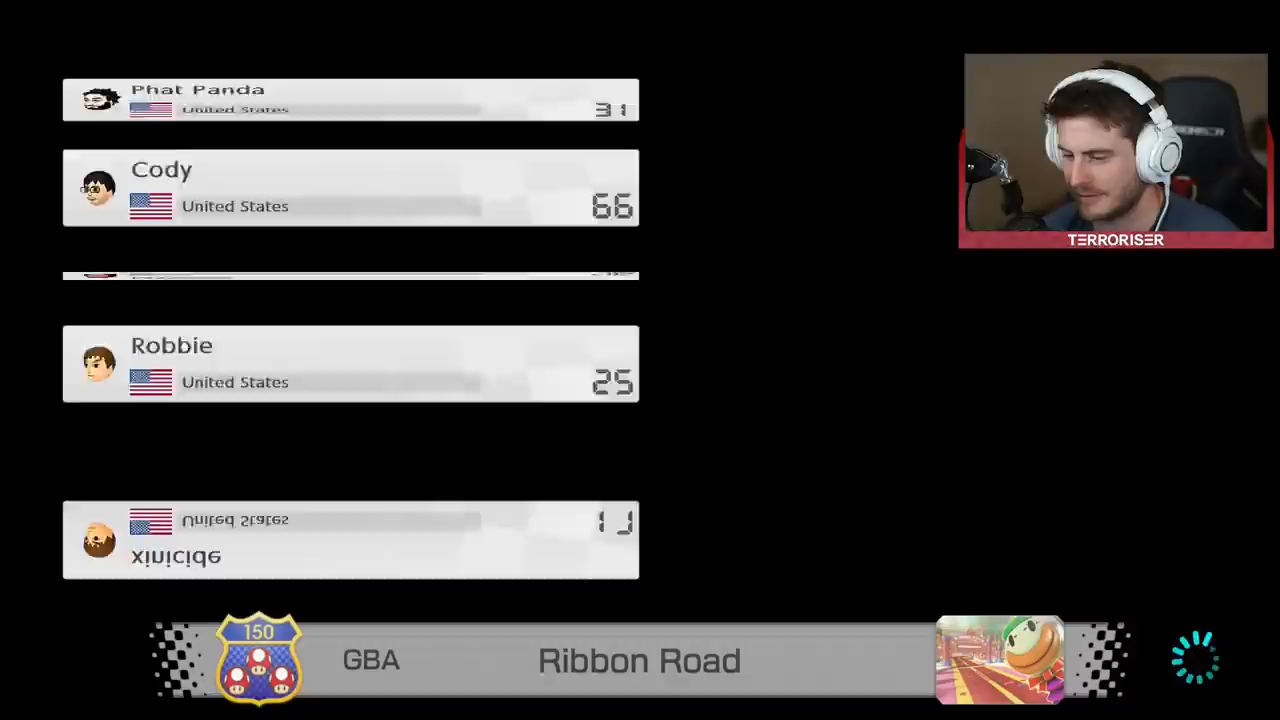 Phat Panda
United States
31
Cody
United States
66
Robbie
United States
25
United States
xinicide
TERRORISER
150
GBA
Ribbon Road